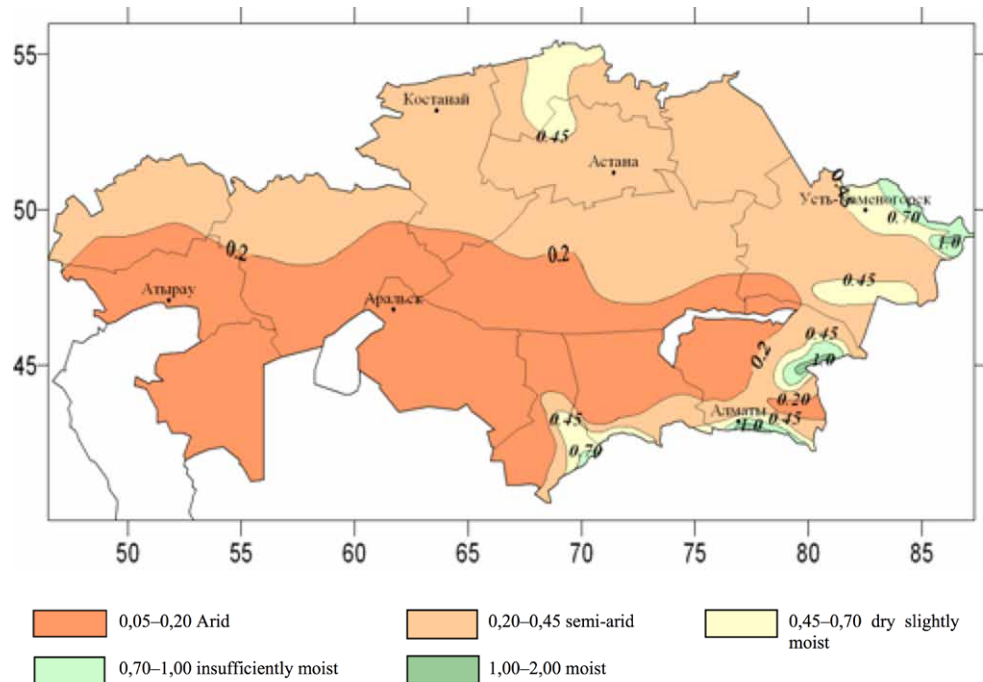 55
Костанай
0.45
Астана
50
Усть-Каменогорск
0.70
0.2
0.2
1.0
Атырау
Аральск
0.45
45
0.45
0.2
1.0
0.20
Алматы
0.45
0.45
1.0
0.70
50 55 60 65 70 75 80 85
0,05–0,20 Arid
0,20–0,45 semi-arid
0,45–0,70 dry slightly
moist
0,70–1,00 insufficiently moist
1,00–2,00 moist